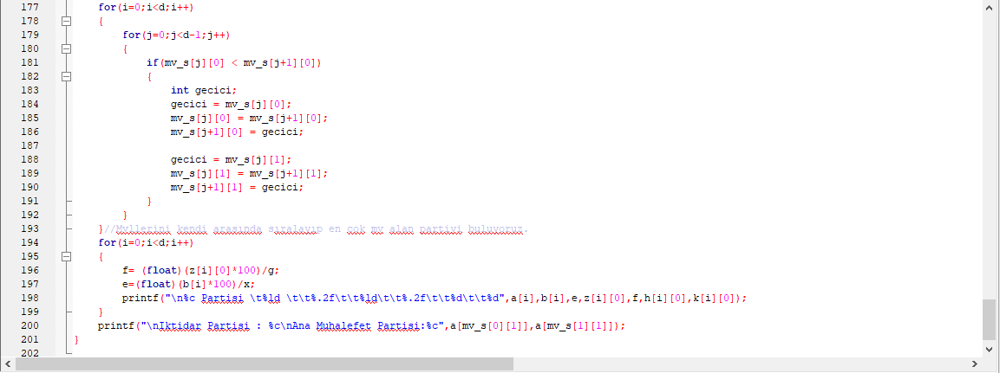 177 for(i=0;i<d;i++)
178 {
179 for(j=0;j<d-1;j++)
180 {
181 if(mv_s[j][0] < mv_s[j+1][0])
182 {
183 int gecici;
184 gecici = mv_s[j][0];
185 mv_s[j][0] = mv_s[j+1][0];
186 mv_s[j+1][0] = gecici;
187
188 gecici = mv_s[j][1];
189 mv_s[j][1] = mv_s[j+1][1];
190 mv_s[j+1][1] = gecici;
191 }
192 }
193 }//Mvllerini kendi arasında sıralayıp en çok mv alan partiyi buluyoruz.
194 for(i=0;i<d;i++)
195 {
196 f= (float)(z[i][0]*100)/g;
197 e=(float)(b[i]*100)/x;
198 printf("\n%c Partisi \t%ld \t\t%.2f\t\t%ld\t\t%.2f\t\t%d\t\t%d",a[i],b[i],e,z[i][0],f,h[i][0],k[i][0]);
199 }
200 printf("\nIktidar Partisi : %c\nAna Muhalefet Partisi:%c",a[mv_s[0][1]],a[mv_s[1][1]]);
201 }
202